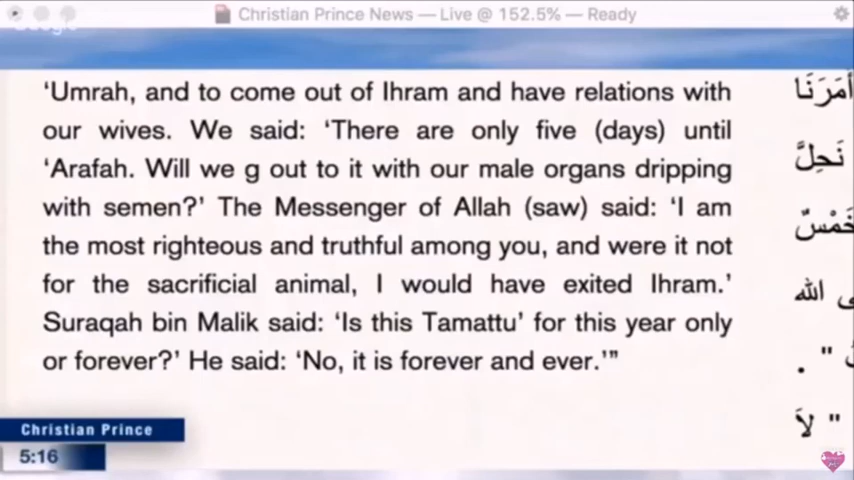 Christian Prince News — Live @ 152.5% — Ready
Google
‘Umrah, and to come out of Ihram and have relations with
our wives. We said: ‘There are only five (days) until
‘Arafah. Will we g out to it with our male organs dripping
with semen?’ The Messenger of Allah (saw) said: ‘I am
the most righteous and truthful among you, and were it not
for the sacrificial animal, I would have exited Ihram.’
Suraqah bin Malik said: ‘Is this Tamattu’ for this year only
or forever?’ He said: ‘No, it is forever and ever.’”
أَمَرَنَا
نَحِلَّ
خَمْسٌ
الله
" .
" لاَ
Christian Prince
5:16